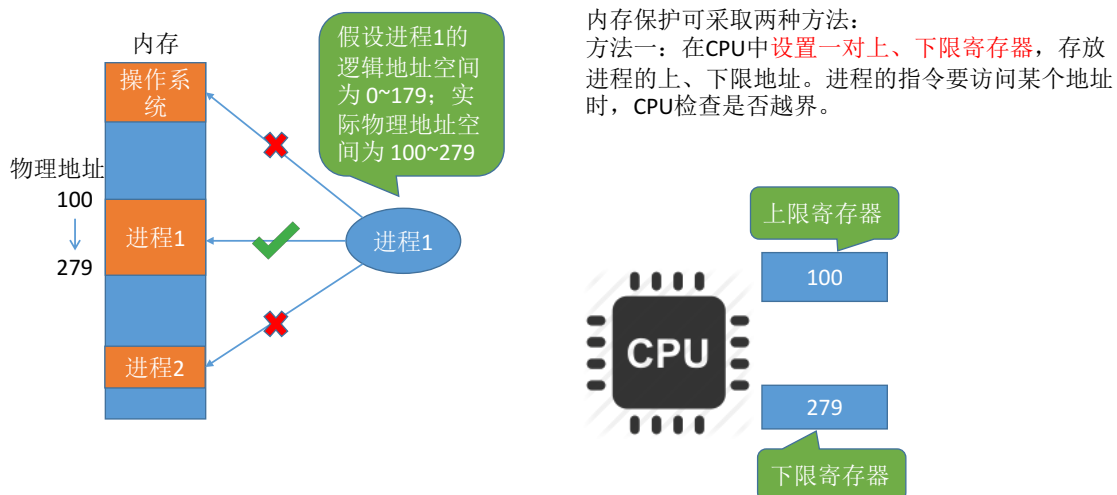 内存
操作系
统
物理地址
100
279
进程1
进程2
假设进程1的
逻辑地址空间
为 0~179；实
际物理地址空
间为 100~279
进程1
内存保护可采取两种方法：
方法一：在CPU中设置一对上、下限寄存器，存放
进程的上、下限地址。进程的指令要访问某个地址
时，CPU检查是否越界。
上限寄存器
100
CPU
279
下限寄存器